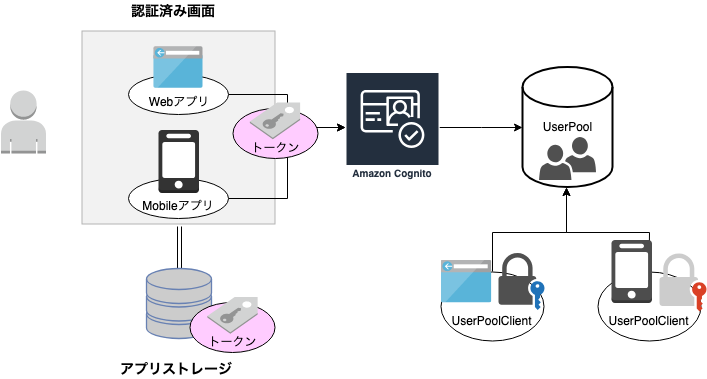 認証済み画面
Webアプリ
トークン
Mobileアプリ
Amazon Cognito
UserPool
UserPoolClient
UserPoolClient
トークン
アプリストレージ